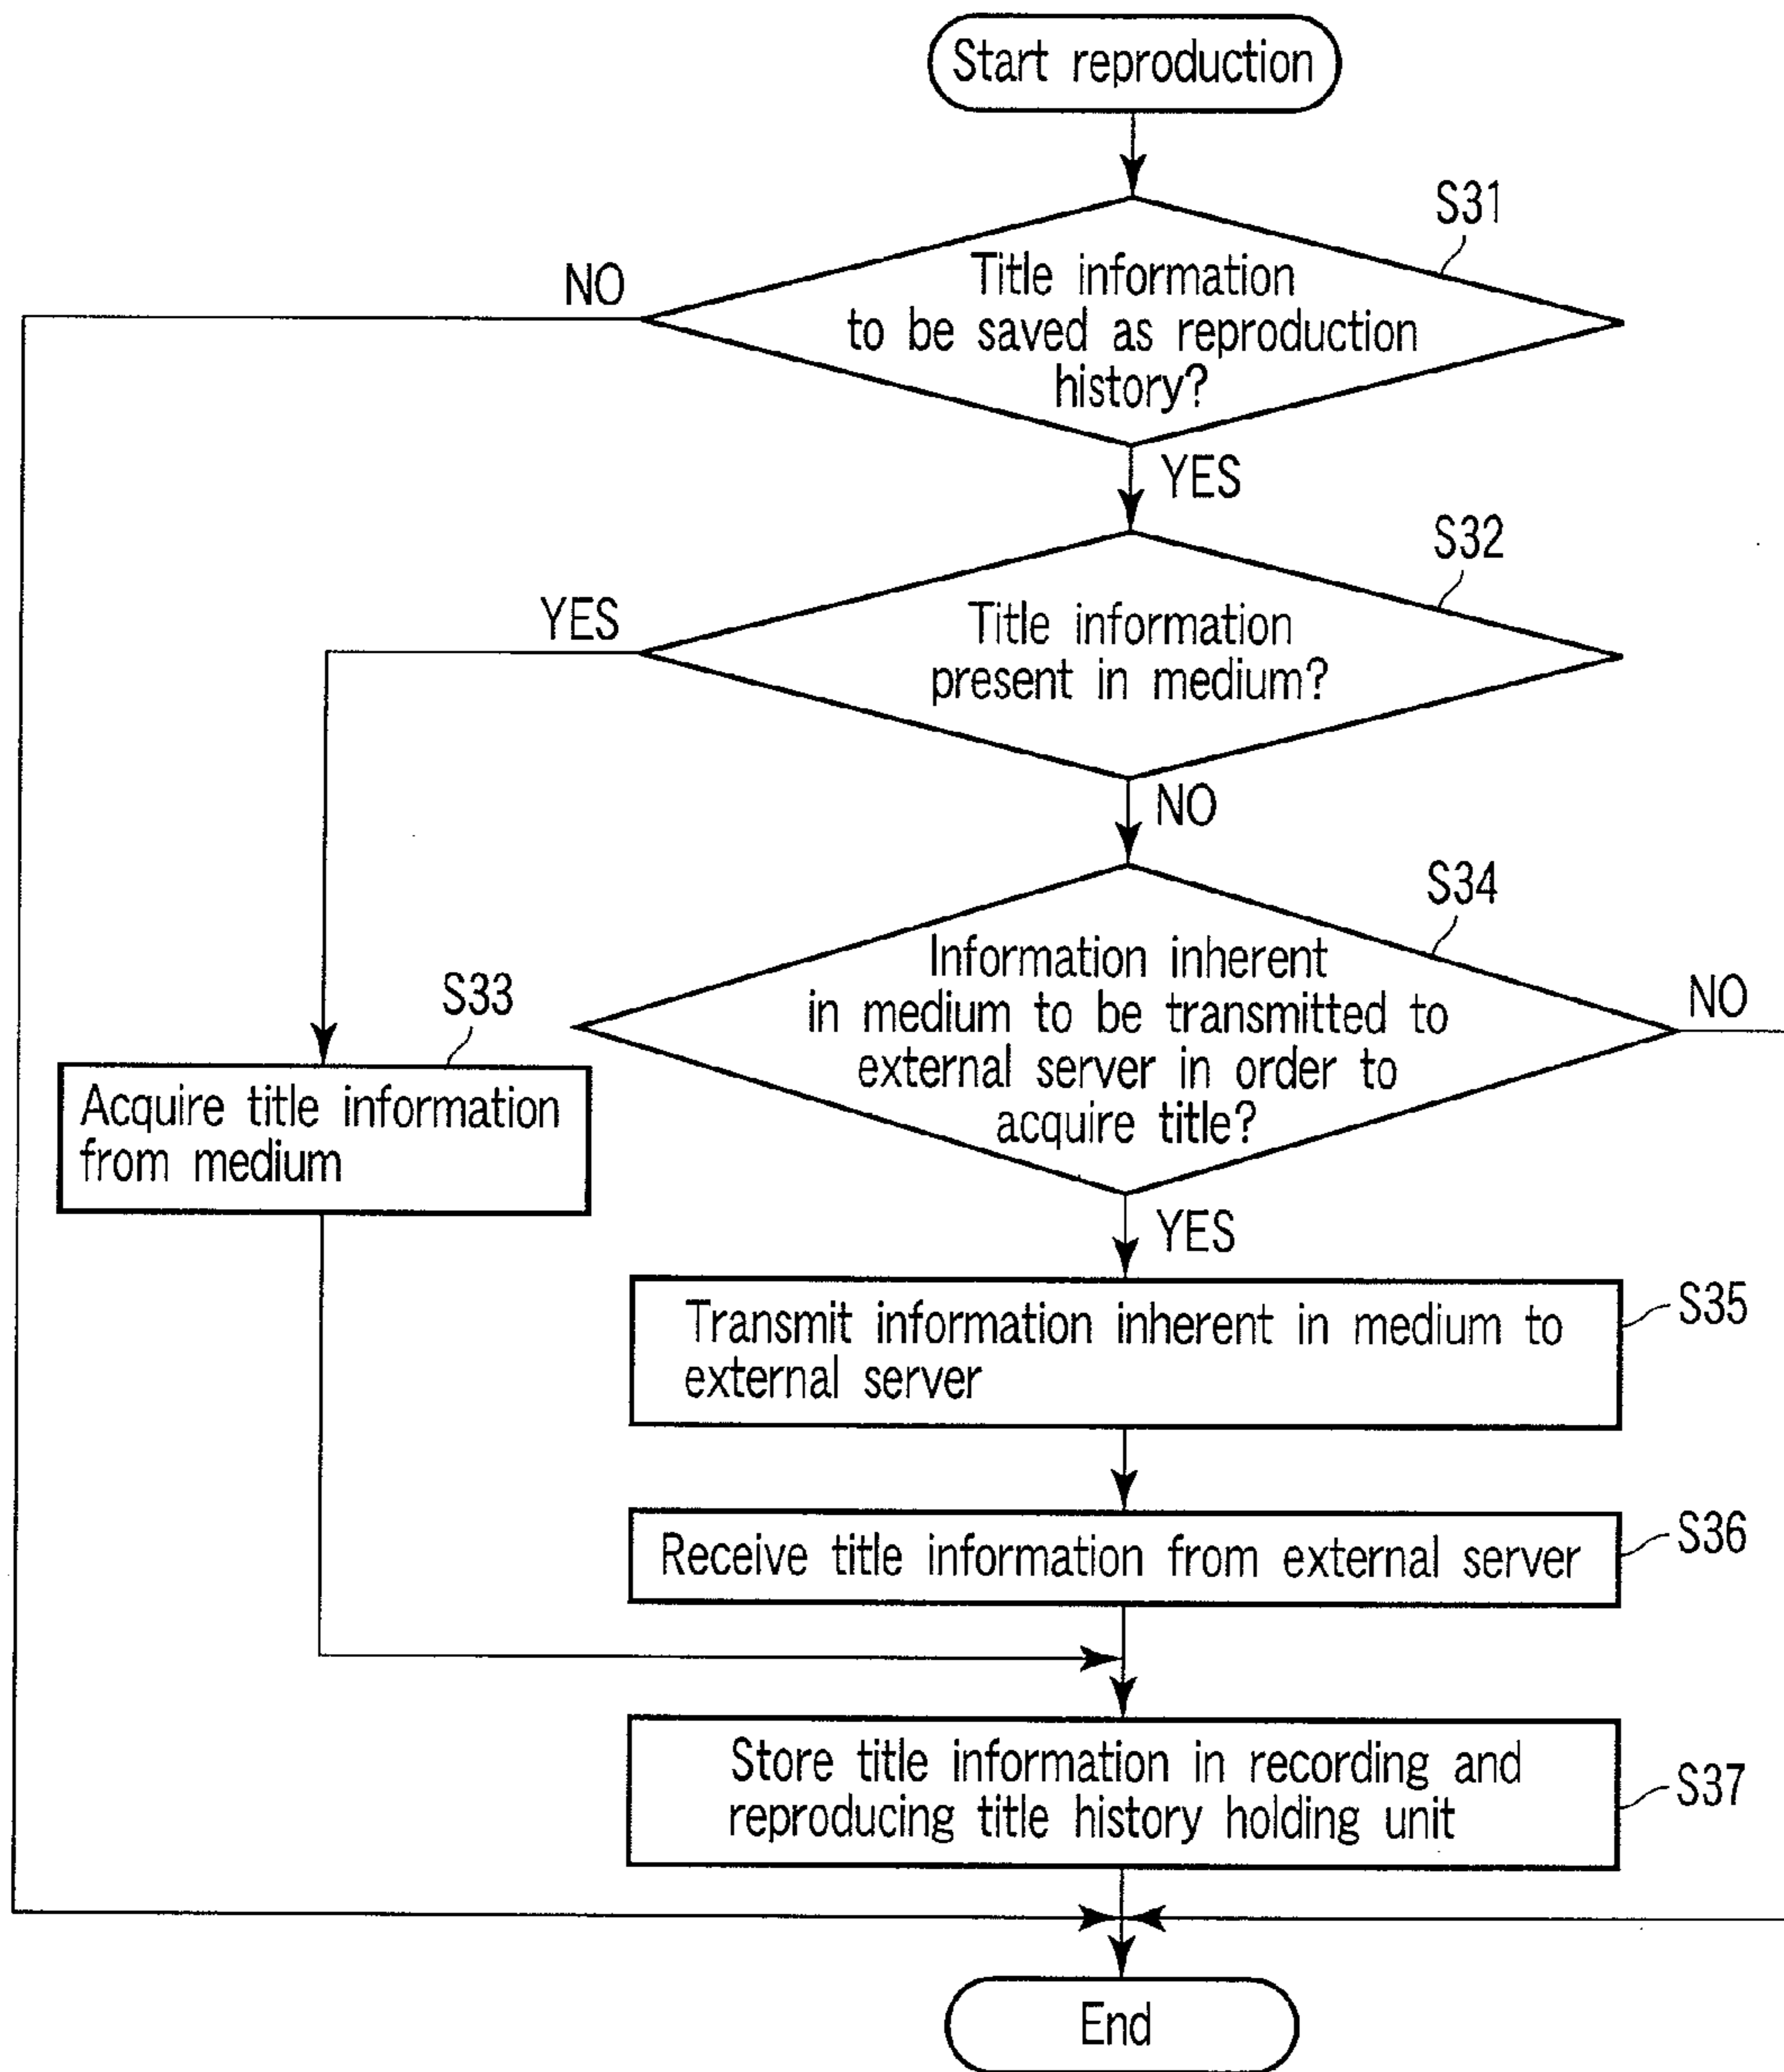 Start reproduction
S31
NO
Title information
to be saved as reproduction
history?
YES
S32
YES
Title information
present in medium?
NO
S34
Information inherent
in medium to be transmitted to
external server in order to
acquire title?
NO
S33
Acquire title information
from medium
YES
S35
Transmit information inherent in medium to
external server
S36
Receive title information from external server
S37
Store title information in recording and
reproducing title history holding unit
End